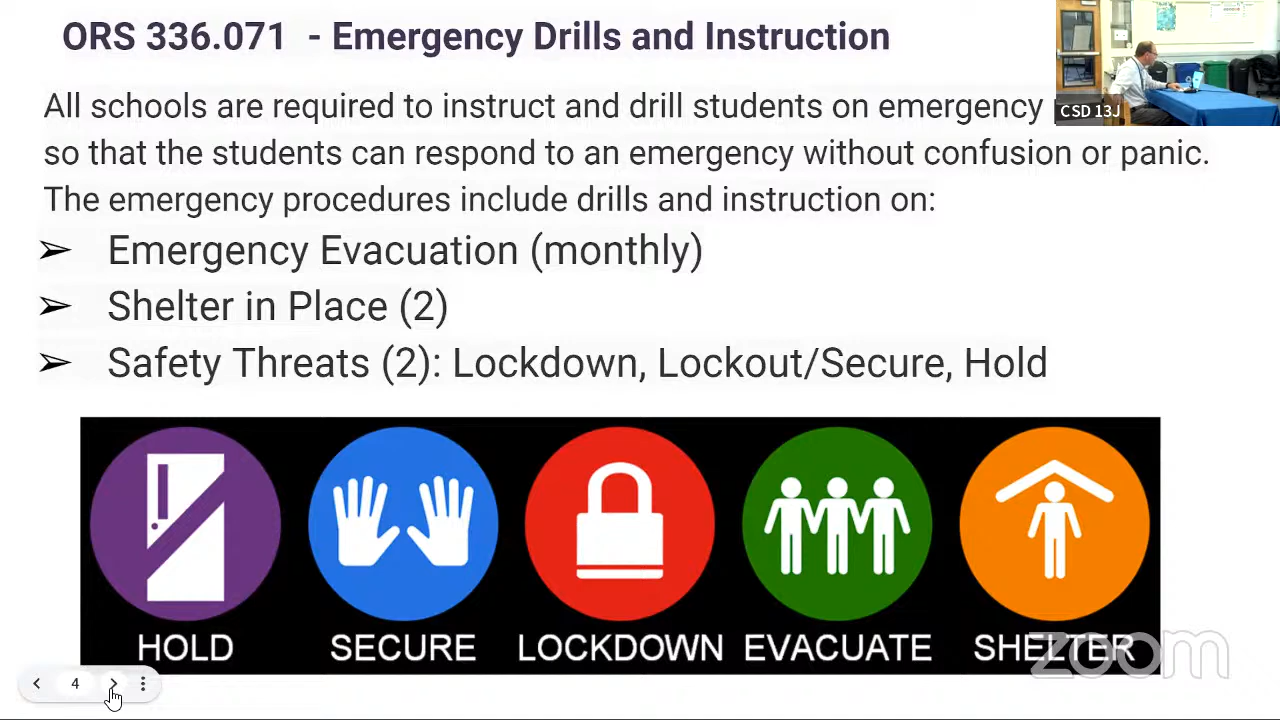 ORS 336.071 - Emergency Drills and Instruction
All schools are required to instruct and drill students on emergency
so that the students can respond to an emergency without confusion or panic.
The emergency procedures include drills and instruction on:
➢ Emergency Evacuation (monthly)
➢ Shelter in Place (2)
➢ Safety Threats (2): Lockdown, Lockout/Secure, Hold
CSD 13J
HOLD SECURE LOCKDOWN EVACUATE SHELTER
zoom
4